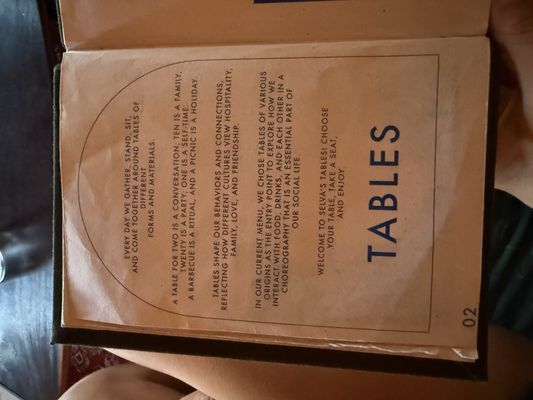 EVERY DAY WE GATHER, STAND, SIT,
AND COME TOGETHER AROUND TABLES OF
DIFFERENT
FORMS AND MATERIALS.
A TABLE FOR TWO IS A CONVERSATION; TEN IS A FAMILY,
TWENTY IS A PARTY; ONE IS A SELF-TIME.
A BARBECUE IS A RITUAL, AND A PICNIC IS A HOLIDAY.
TABLES SHAPE OUR BEHAVIORS AND CONNECTIONS,
REFLECTING HOW DIFFERENT CULTURES VIEW HOSPITALITY,
FAMILY, LOVE, AND FRIENDSHIP.
IN OUR CURRENT MENU, WE CHOSE TABLES OF VARIOUS
ORIGINS AS THE ENTRY POINT TO EXPLORE HOW WE
INTERACT WITH FOOD, DRINKS, AND EACH OTHER IN A
CHOREOGRAPHY THAT IS AN ESSENTIAL PART OF
OUR SOCIAL LIFE.
WELCOME TO SELVA'S TABLES! CHOOSE
YOUR TABLE, TAKE A SEAT,
AND ENJOY.
TABLES
02